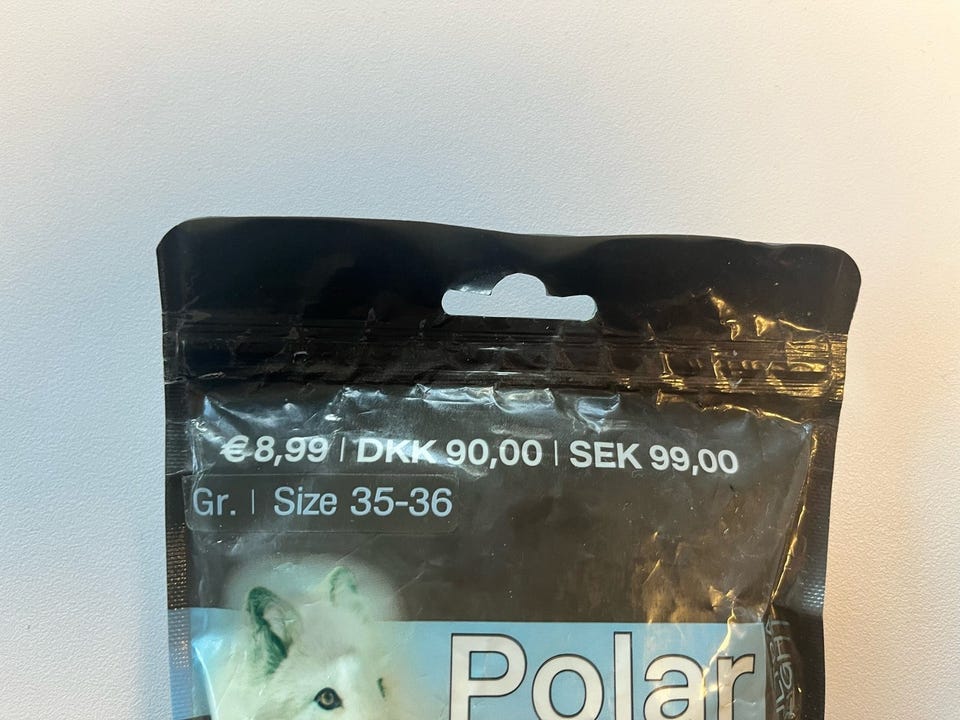 € 8,99 | DKK 90,00 | SEK 99,00
Gr. | Size 35-36
Polar